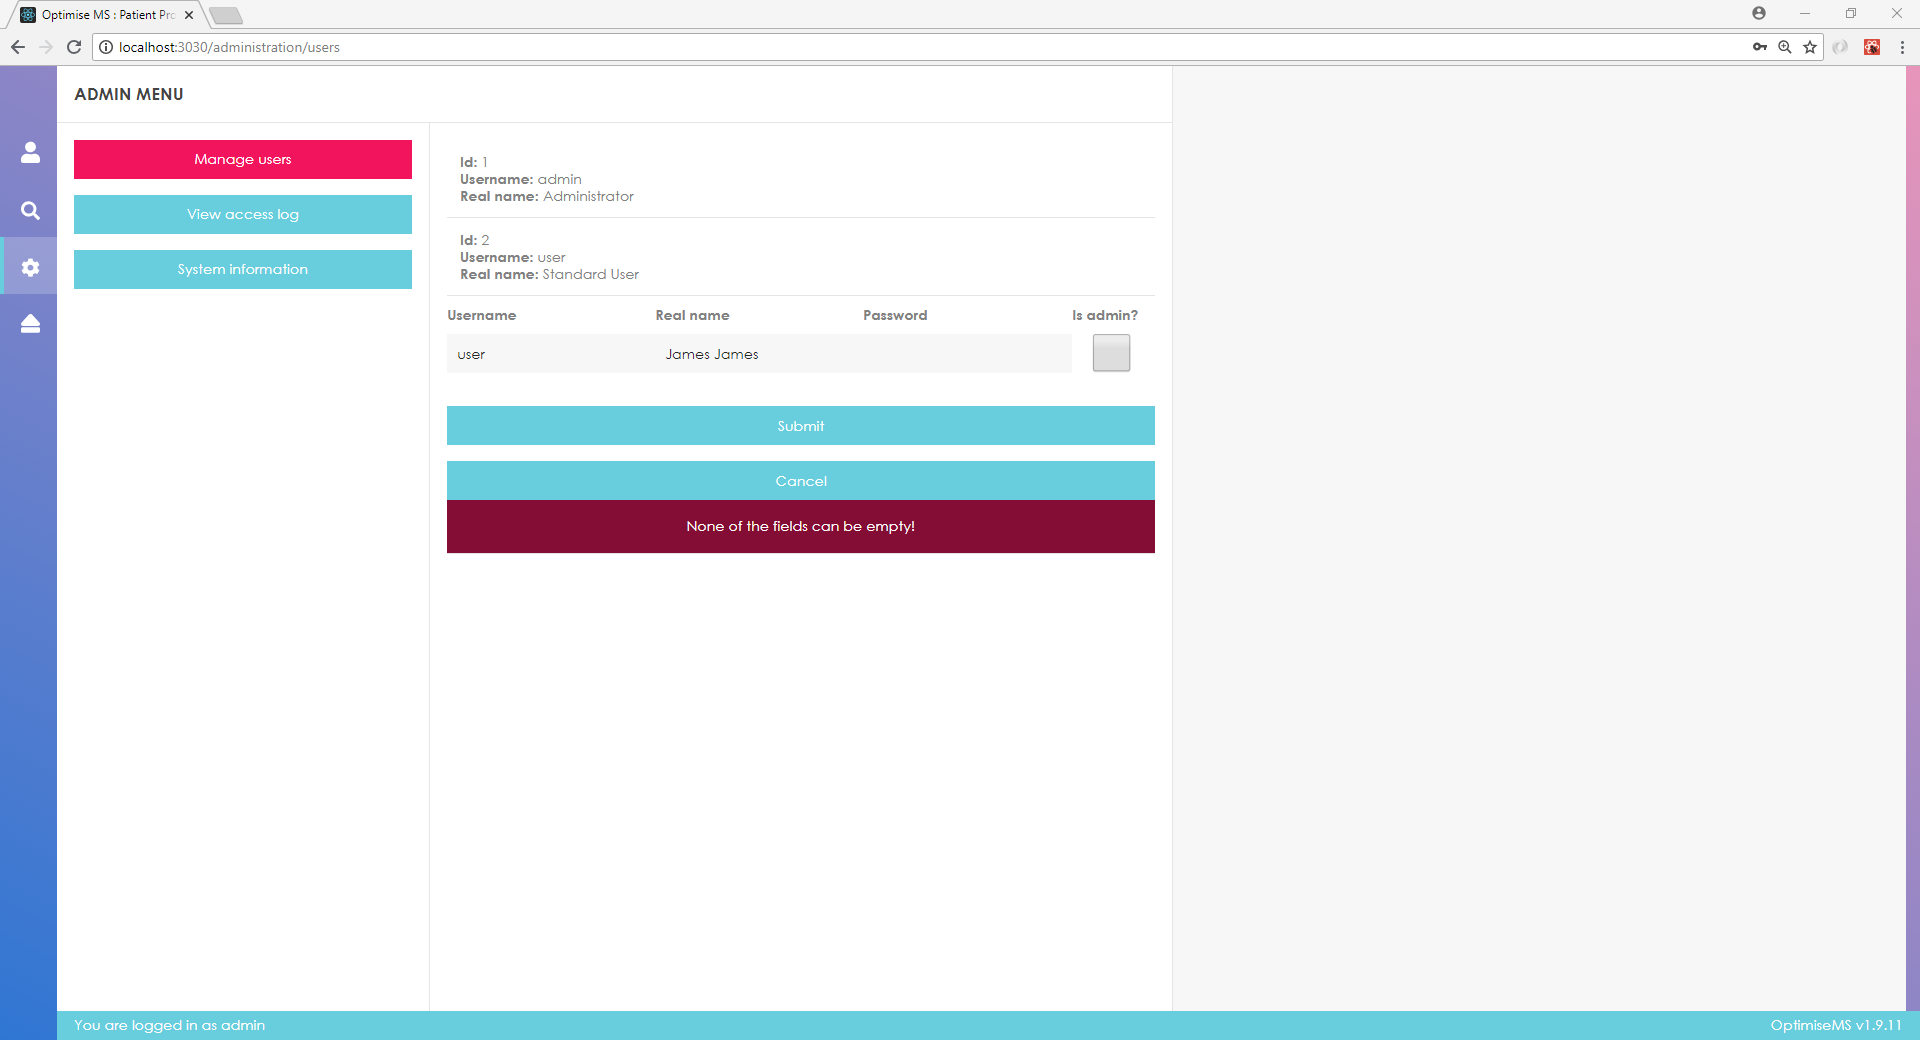 Optimise MS : Patient Pro
localhost:3030/administration/users
ADMIN MENU
Manage users
View access log
System information
Id: 1
Username: admin
Real name: Administrator
Id: 2
Username: user
Real name: Standard User
Username Real name Password Is admin?
user James James
Submit
Cancel
None of the fields can be empty!
You are logged in as admin
OptimiseMS v1.9.11